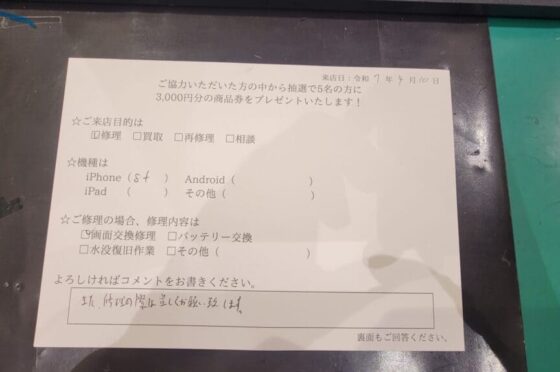 来店日：令和 7 年 4 月 10 日
ご協力いただいた方の中から抽選で5名の方に
3,000円分の商品券をプレゼントいたします！
☆ご来店目的は
☑修理　□買取　□再修理　□相談
☆機種は
iPhone（ 8+ ）　Android（　　　　　　）
iPad　（　　）　その他（　　　　　　）
☆ご修理の場合、修理内容は
☑画面交換修理　□バッテリー交換
□水没復旧作業　□その他（　　　　　　）
よろしければコメントをお書きください。
また、修理の際は宜しくお願い致します。
裏面もご回答ください。